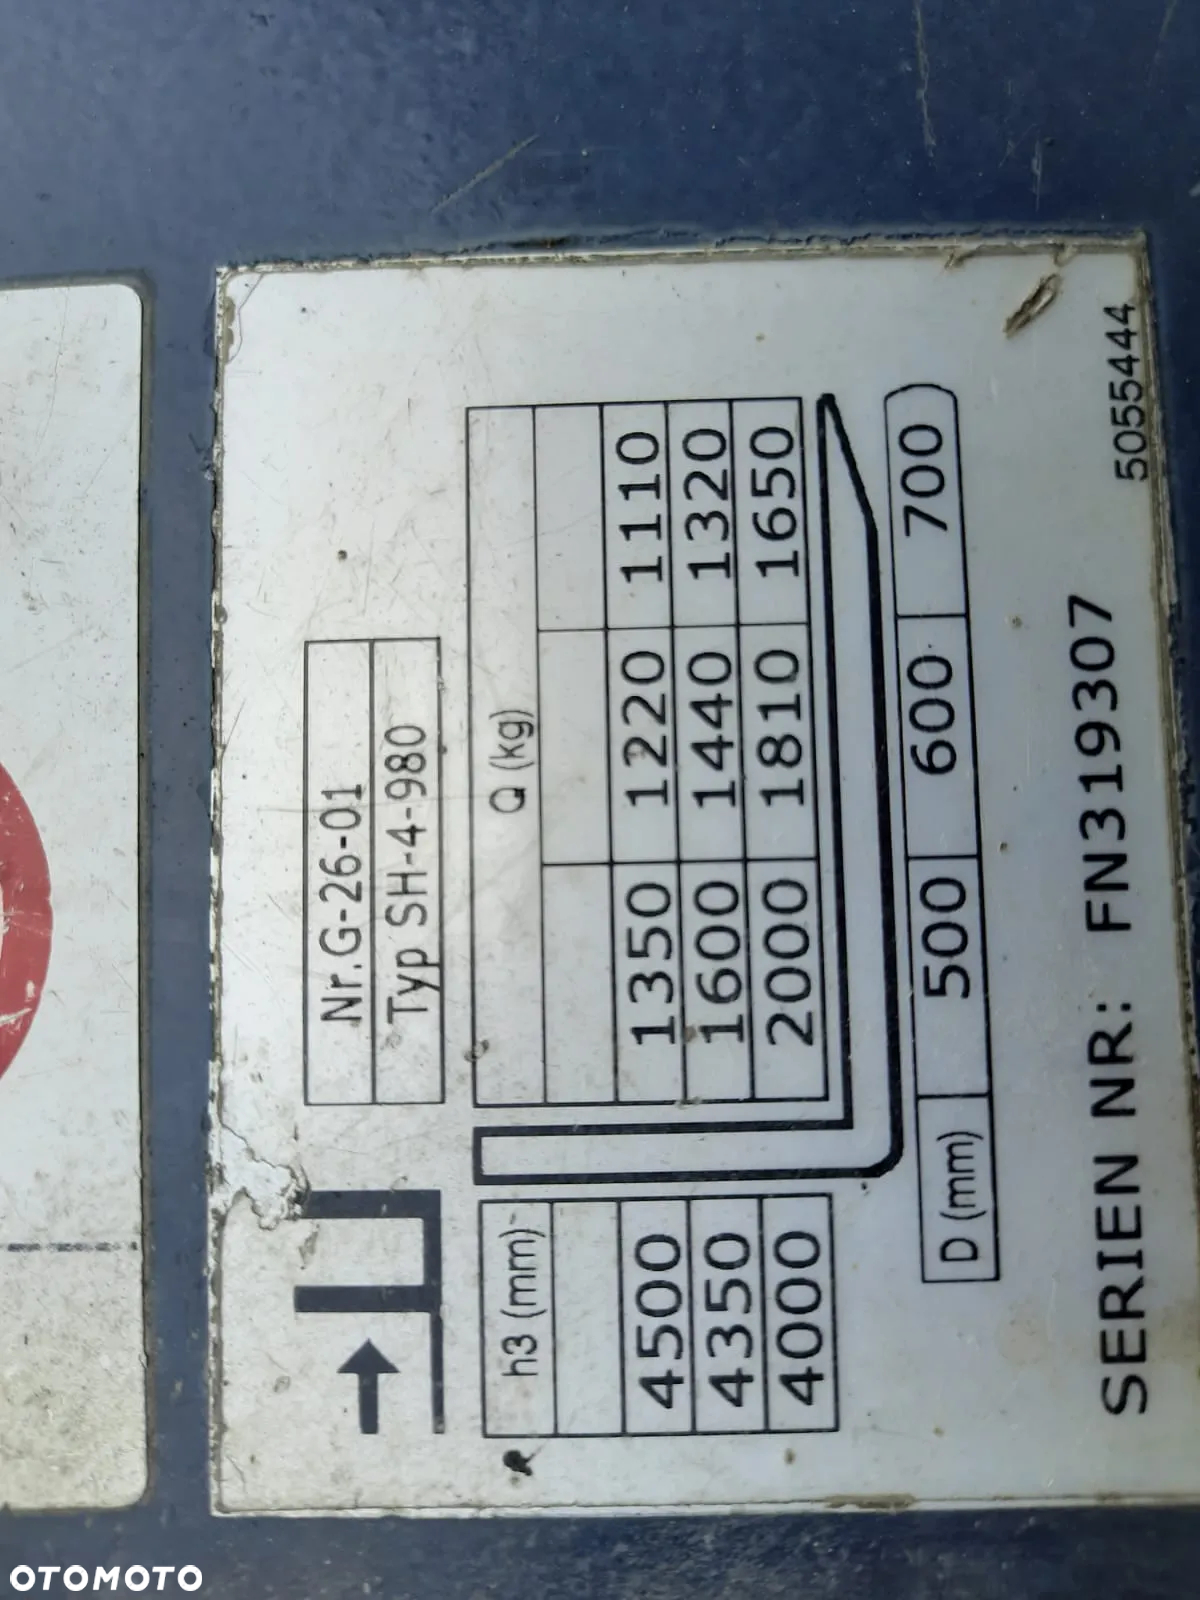 Nr.G-26-01
Typ SH-4-980
h3 (mm) Q (kg)
4500 1350 1220 1110
4350 1600 1440 1320
4000 2000 1810 1650
D (mm) 500 600 700
SERIEN NR: FN319307 5055444
OTOMOTO